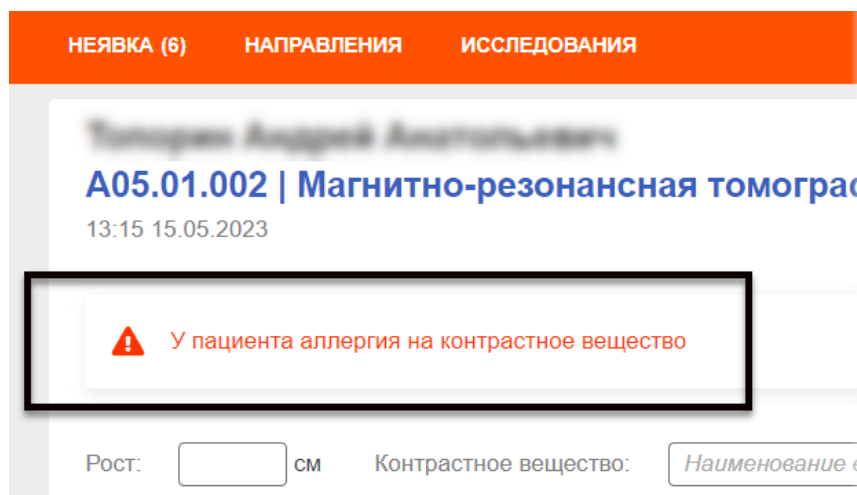 НЕЯВКА (6) НАПРАВЛЕНИЯ ИССЛЕДОВАНИЯ
A05.01.002 | Магнитно-резонансная
13:15 15.05.2023
У пациента аллергия на контрастное вещество
Рост: см Контрастное вещество: Наименование